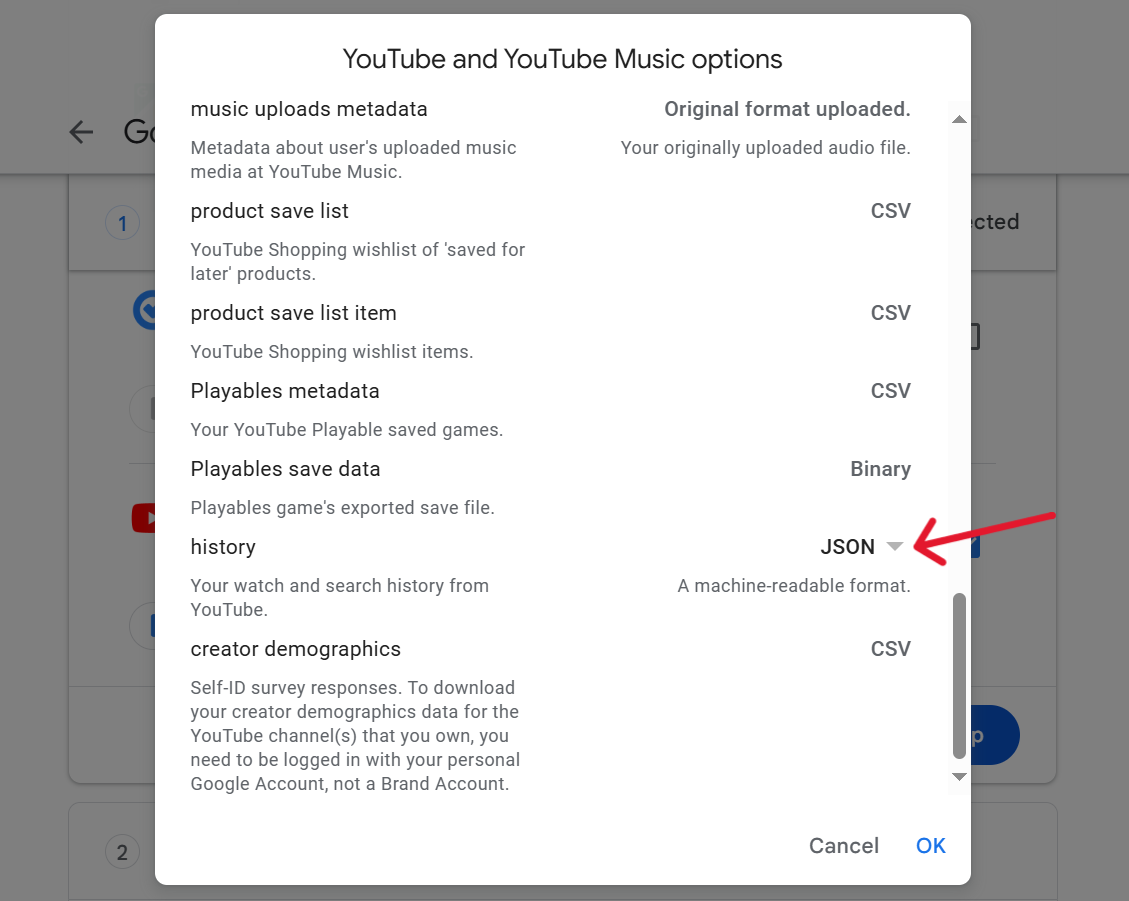 YouTube and YouTube Music options
music uploads metadata
Original format uploaded.
Metadata about user's uploaded music
media at YouTube Music.
Your originally uploaded audio file.
Go
1
product save list
CSV
ected
YouTube Shopping wishlist of 'saved for
later' products.
product save list item
CSV
YouTube Shopping wishlist items.
Playables metadata
CSV
Your YouTube Playable saved games.
Playables save data
Binary
Playables game's exported save file.
history
JSON
Your watch and search history from
YouTube.
A machine-readable format.
creator demographics
CSV
Self-ID survey responses. To download
your creator demographics data for the
YouTube channel(s) that you own, you
need to be logged in with your personal
Google Account, not a Brand Account.
p
2
Cancel
OK